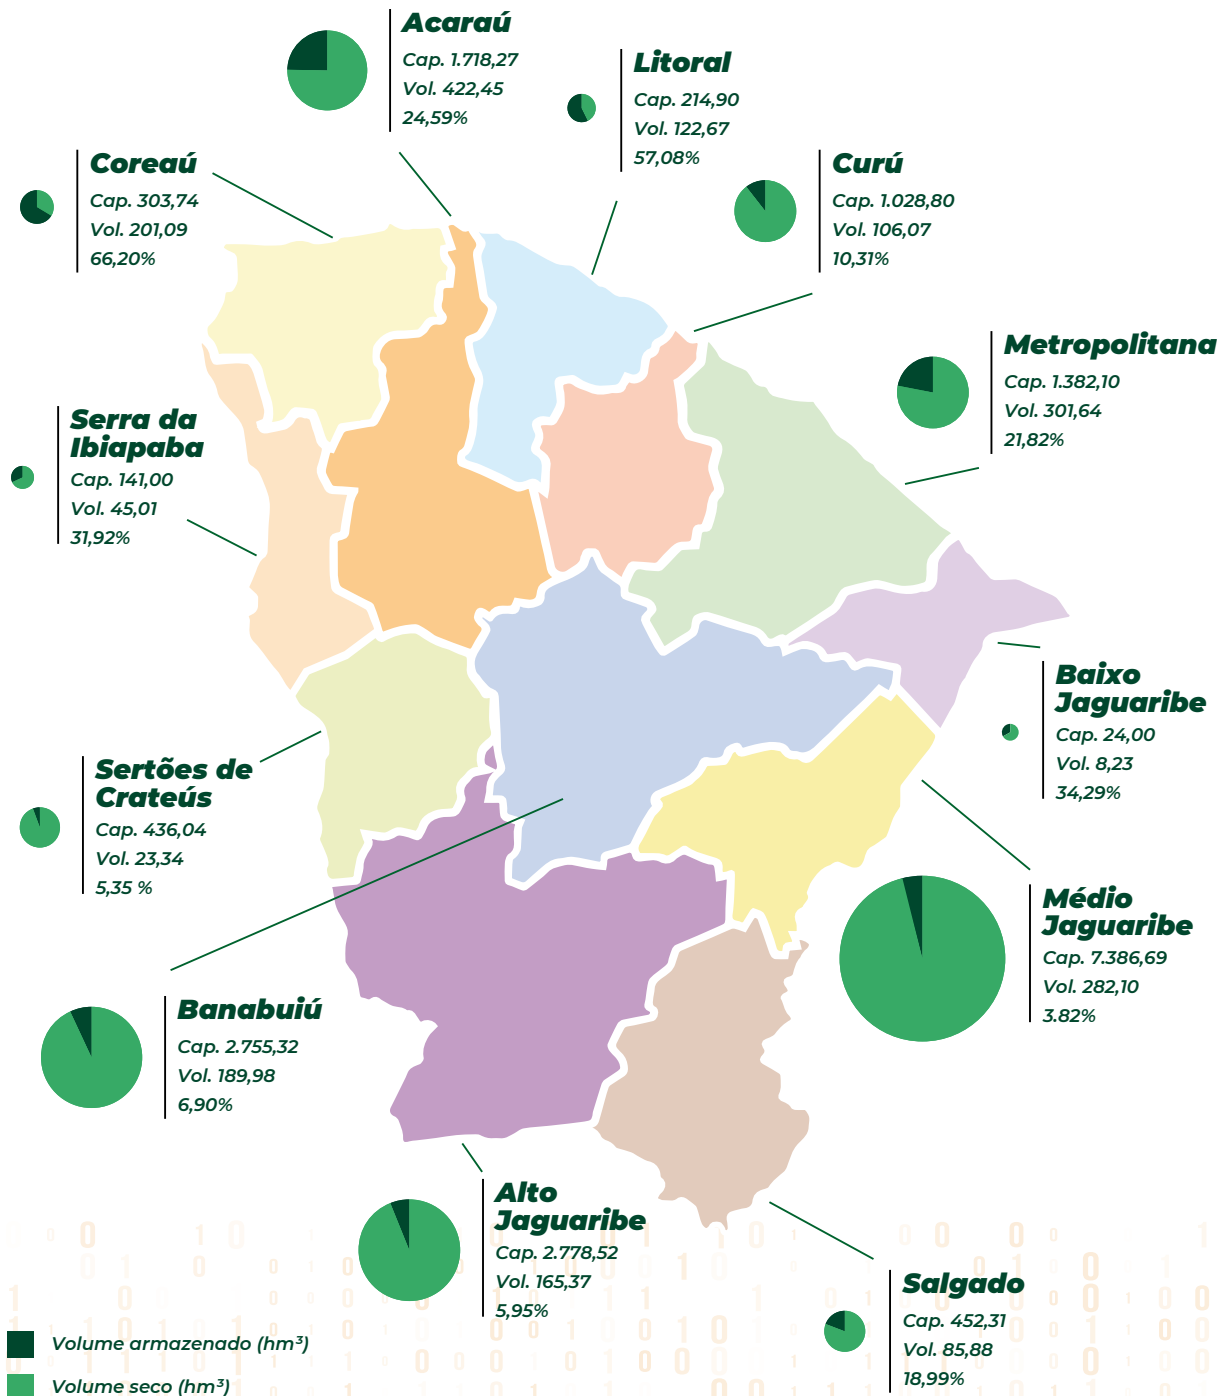 Acaraú
Cap. 1.718,27
Vol. 422,45
24,59%
Litoral
Cap. 214,90
Vol. 122,67
57,08%
Coreaú
Cap. 303,74
Vol. 201,09
66,20%
Curú
Cap. 1.028,80
Vol. 106,07
10,31%
Metropolitana
Cap. 1.382,10
Vol. 301,64
21,82%
Serra da
Ibiapaba
Cap. 141,00
Vol. 45,01
31,92%
Baixo
Jaguaribe
Cap. 24,00
Vol. 8,23
34,29%
Sertões de
Crateús
Cap. 436,04
Vol. 23,34
5,35 %
Médio
Jaguaribe
Cap. 7.386,69
Vol. 282,10
3.82%
Banabuiú
Cap. 2.755,32
Vol. 189,98
6,90%
Alto
Jaguaribe
Cap. 2.778,52
Vol. 165,37
5,95%
Salgado
Cap. 452,31
Vol. 85,88
18,99%
Volume armazenado (hm³)
Volume seco (hm³)